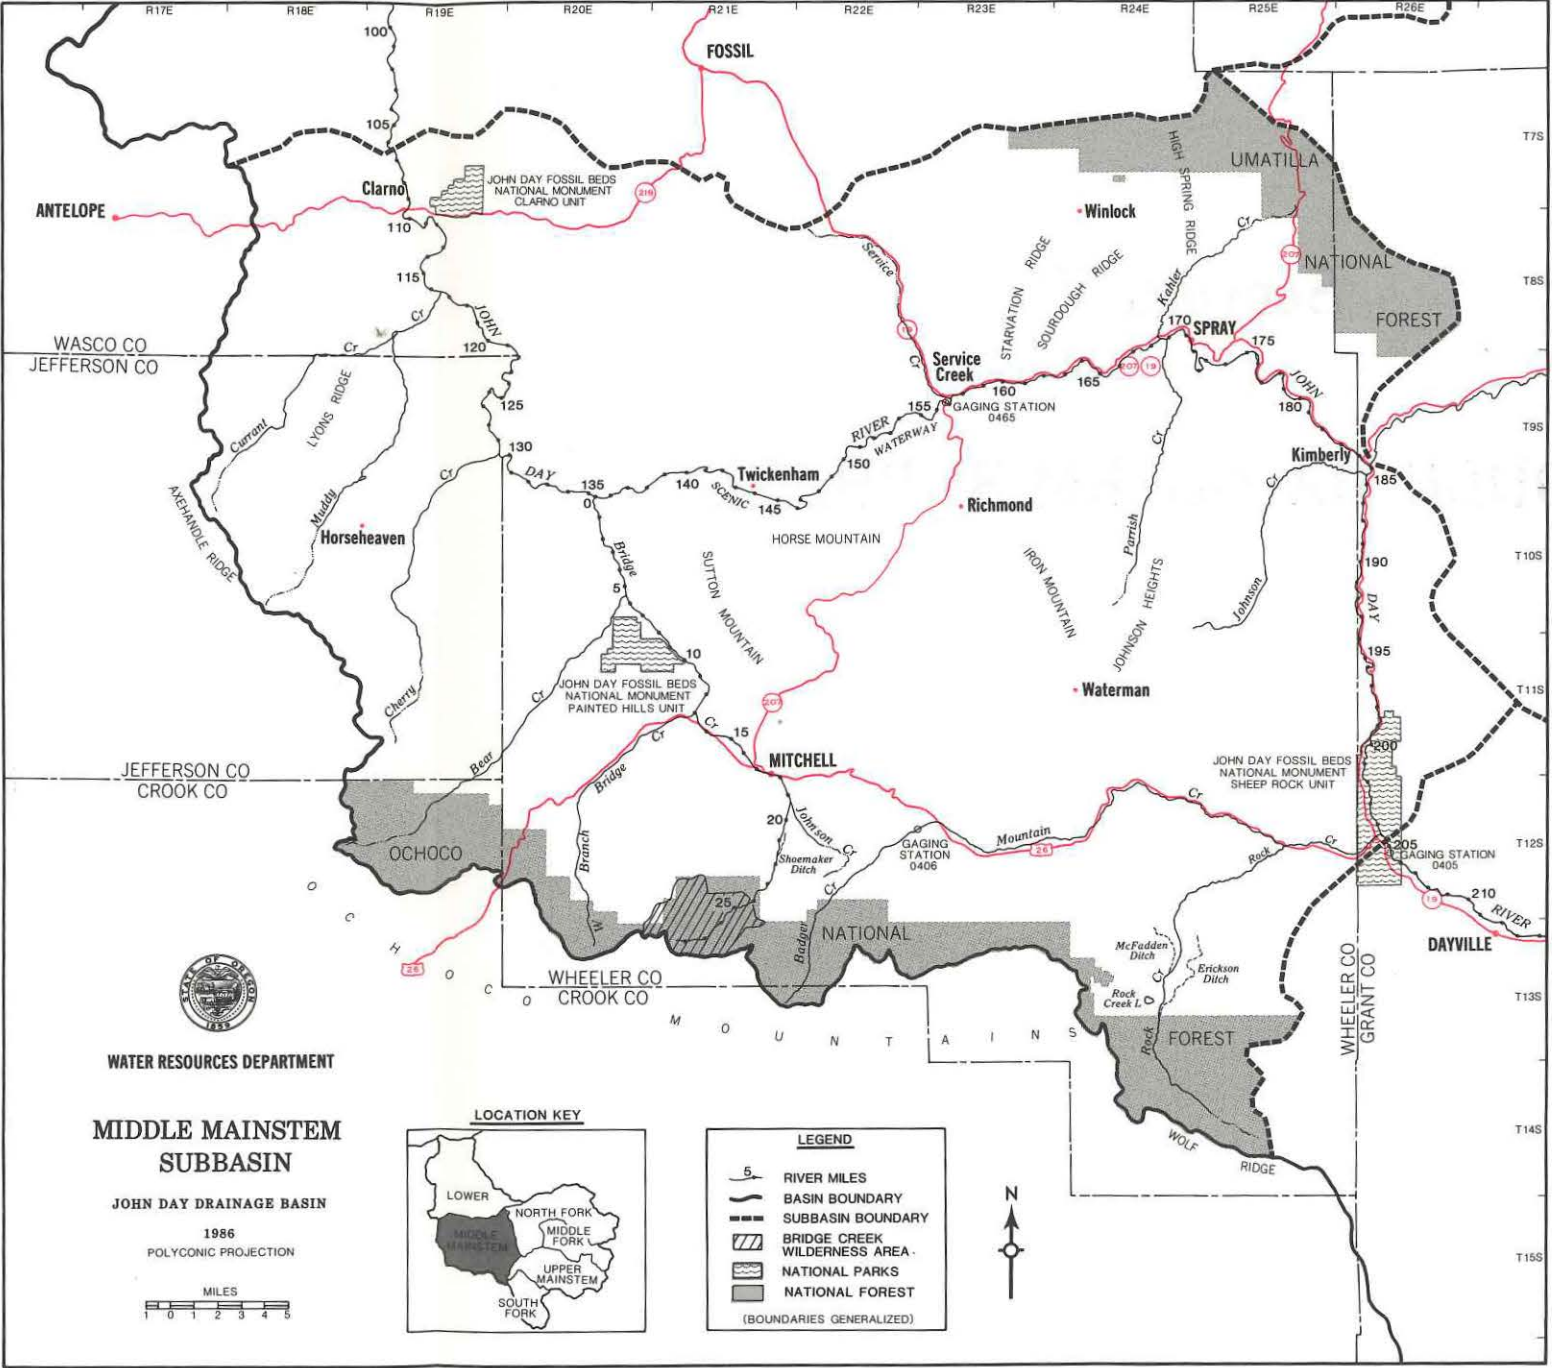 R17E
R18E
R19E
R20E
R21E
R22E
R23E
R24E
R25E
R26E
100
FOSSIL
105
T7S
HIGH SPRING RIDGE
UMATILLA
Clarno
JOHN DAY FOSSIL BEDS
NATIONAL MONUMENT
CLARNO UNIT
219
ANTELOPE
110
Winlock
Cr
Service
STARVATION RIDGE
SOURDOUGH RIDGE
207
NATIONAL
115
Kahler
T8S
JOHN
Cr
FOREST
19
170
SPRAY
175
WASCO CO
JEFFERSON CO
Cr
120
Cr
Service
Creek
160
165
207
19
JOHN
LYONS RIDGE
125
155
GAGING STATION
0465
180
Currant
130
RIVER
WATERWAY
150
Cr
T9S
Kimberly
Cr
DAY
135
0
140
Twickenham
SCENIC
145
Cr
185
AXEHANDLE RIDGE
Muddy
Horseheaven
Richmond
HORSE MOUNTAIN
Parrish
Bridge
SUTTON MOUNTAIN
IRON MOUNTAIN
JOHNSON HEIGHTS
190
T10S
5
Johnson
DAY
10
195
JOHN DAY FOSSIL BEDS
NATIONAL MONUMENT
PAINTED HILLS UNIT
Cr
Cherry
Waterman
T11S
207
Cr
15
Cr
200
Bear
MITCHELL
JOHN DAY FOSSIL BEDS
NATIONAL MONUMENT
SHEEP ROCK UNIT
JEFFERSON CO
CROOK CO
Bridge
Cr
20
Johnson
Cr
Mountain
26
Cr
Rock
205
GAGING STATION
0405
T12S
OCHOCO
Branch
Shoemaker
Ditch
GAGING
STATION
0406
Cr
210
19
RIVER
25
W
Badger
NATIONAL
DAYVILLE
26
McFadden
Ditch
Erickson
Ditch
Cr
Rock
Creek L
WHEELER CO
CROOK CO
WHEELER CO
GRANT CO
T13S
OCHOCO MOUNTAINS
STATE OF OREGON
1859
Rock
FOREST
WATER RESOURCES DEPARTMENT
MIDDLE MAINSTEM
SUBBASIN
JOHN DAY DRAINAGE BASIN
1986
POLYCONIC PROJECTION
MILES
1 0 1 2 3 4 5
LOCATION KEY
LOWER
NORTH FORK
MIDDLE
FORK
MIDDLE
MAINSTEM
UPPER
MAINSTEM
SOUTH
FORK
LEGEND
5 RIVER MILES
BASIN BOUNDARY
SUBBASIN BOUNDARY
BRIDGE CREEK
WILDERNESS AREA
NATIONAL PARKS
NATIONAL FOREST
(BOUNDARIES GENERALIZED)
N
WOLF RIDGE
T14S
T15S